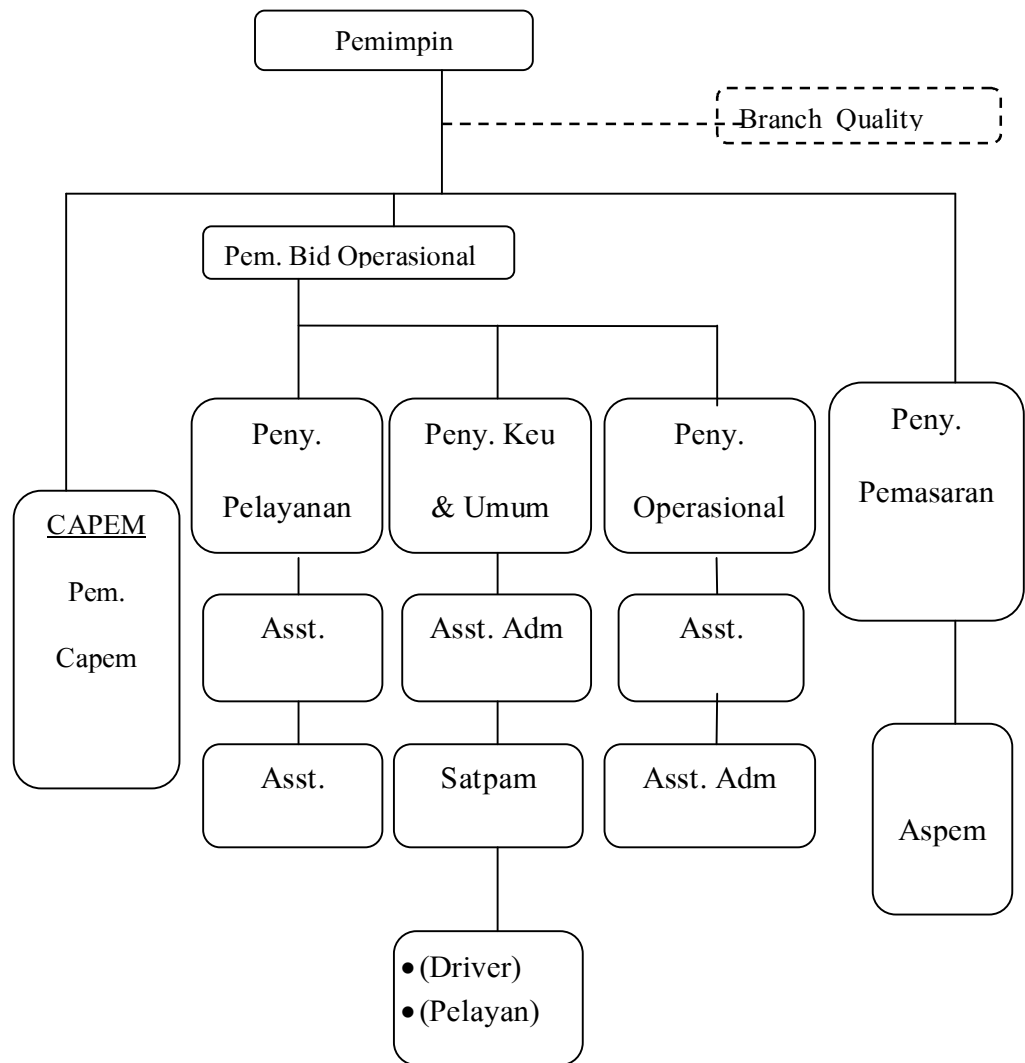 Pemimpin
Branch Quality
Pem. Bid Operasional
Peny.
Pelayanan
Peny. Keu
& Umum
Peny.
Operasional
Peny.
Pemasaran
CAPEM
Pem.
Capem
Asst.
Asst. Adm
Asst.
Asst.
Satpam
Asst. Adm
Aspem
• (Driver)
• (Pelayan)